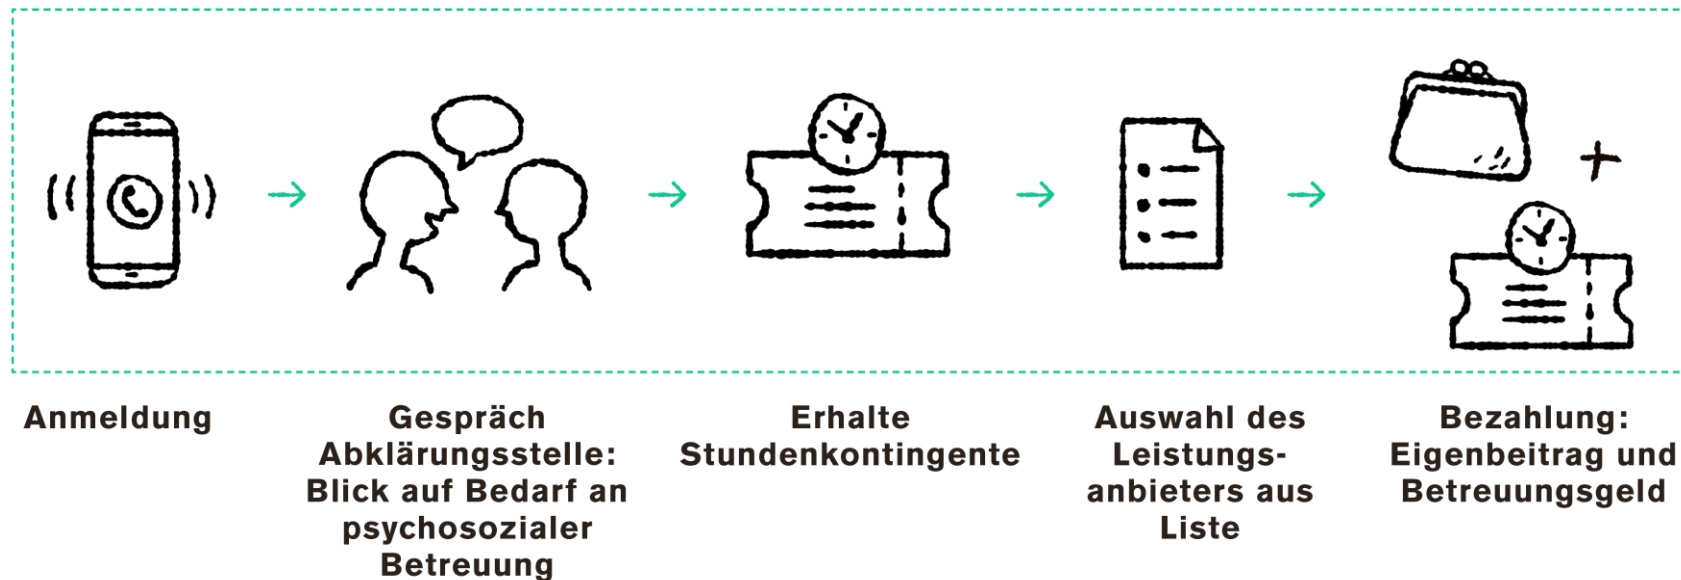 Anmeldung
Gespräch
Abklärungsstelle:
Blick auf Bedarf an
psychosozialer
Betreuung
Erhalte
Stundenkontingente
Auswahl des
Leistungs-
anbieters aus
Liste
Bezahlung:
Eigenbeitrag und
Betreuungsgeld